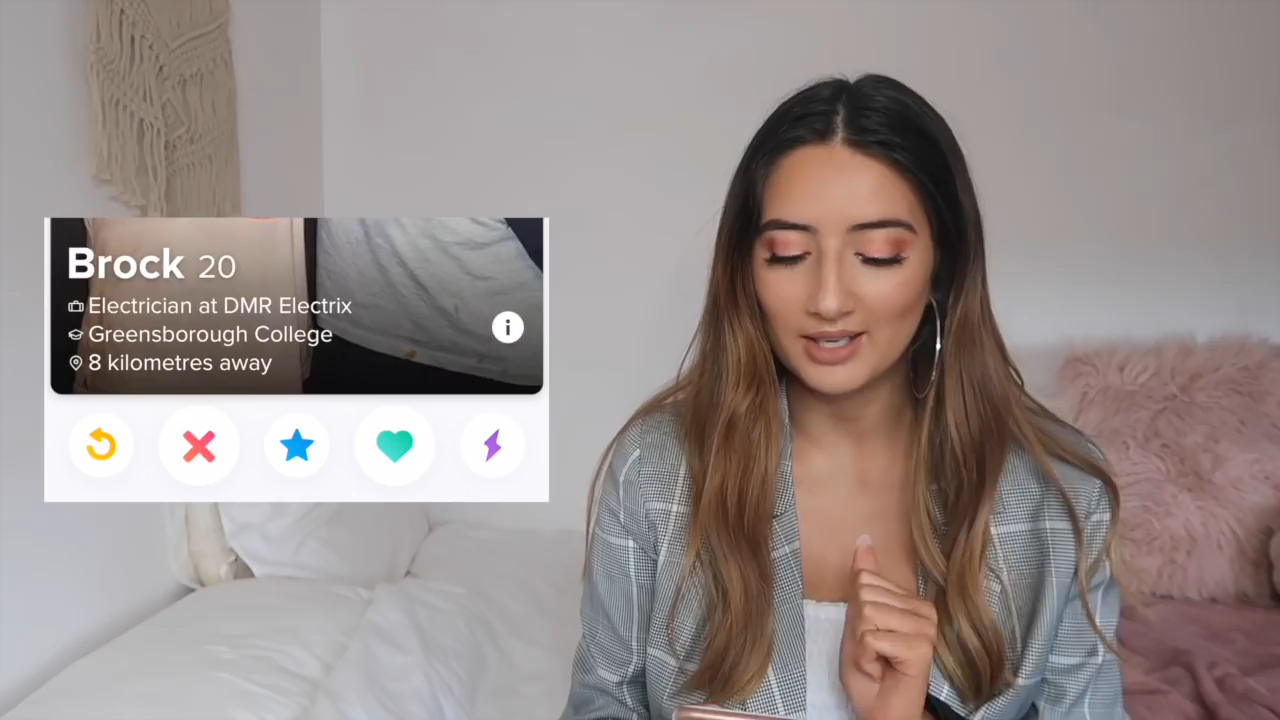 Brock 20
Electrician at DMR Electrix
Greensborough College
8 kilometres away